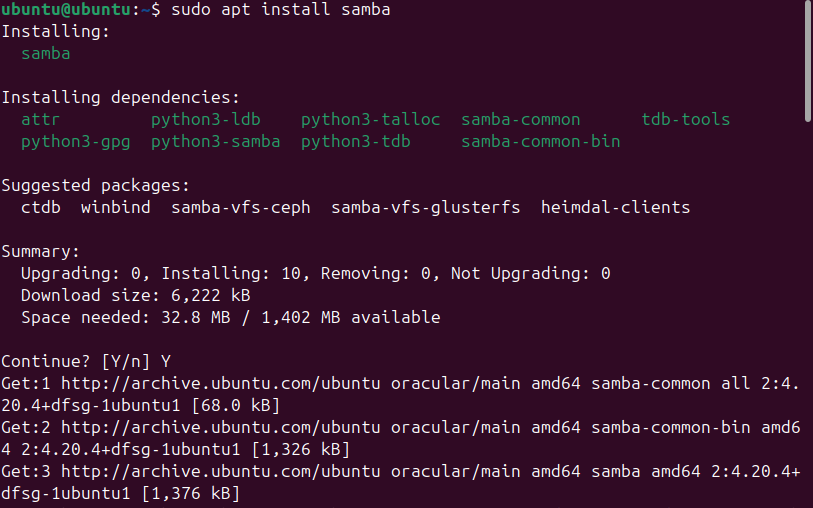 ubuntu@ubuntu:~$ sudo apt install samba
Installing:
  samba

Installing dependencies:
  attr         python3-ldb    python3-talloc  samba-common      tdb-tools
  python3-gpg  python3-samba  python3-tdb     samba-common-bin

Suggested packages:
  ctdb  winbind  samba-vfs-ceph  samba-vfs-glusterfs  heimdal-clients

Summary:
  Upgrading: 0, Installing: 10, Removing: 0, Not Upgrading: 0
  Download size: 6,222 kB
  Space needed: 32.8 MB / 1,402 MB available

Continue? [Y/n] Y
Get:1 http://archive.ubuntu.com/ubuntu oracular/main amd64 samba-common all 2:4.
20.4+dfsg-1ubuntu1 [68.0 kB]
Get:2 http://archive.ubuntu.com/ubuntu oracular/main amd64 samba-common-bin amd6
4 2:4.20.4+dfsg-1ubuntu1 [1,326 kB]
Get:3 http://archive.ubuntu.com/ubuntu oracular/main amd64 samba amd64 2:4.20.4+
dfsg-1ubuntu1 [1,376 kB]